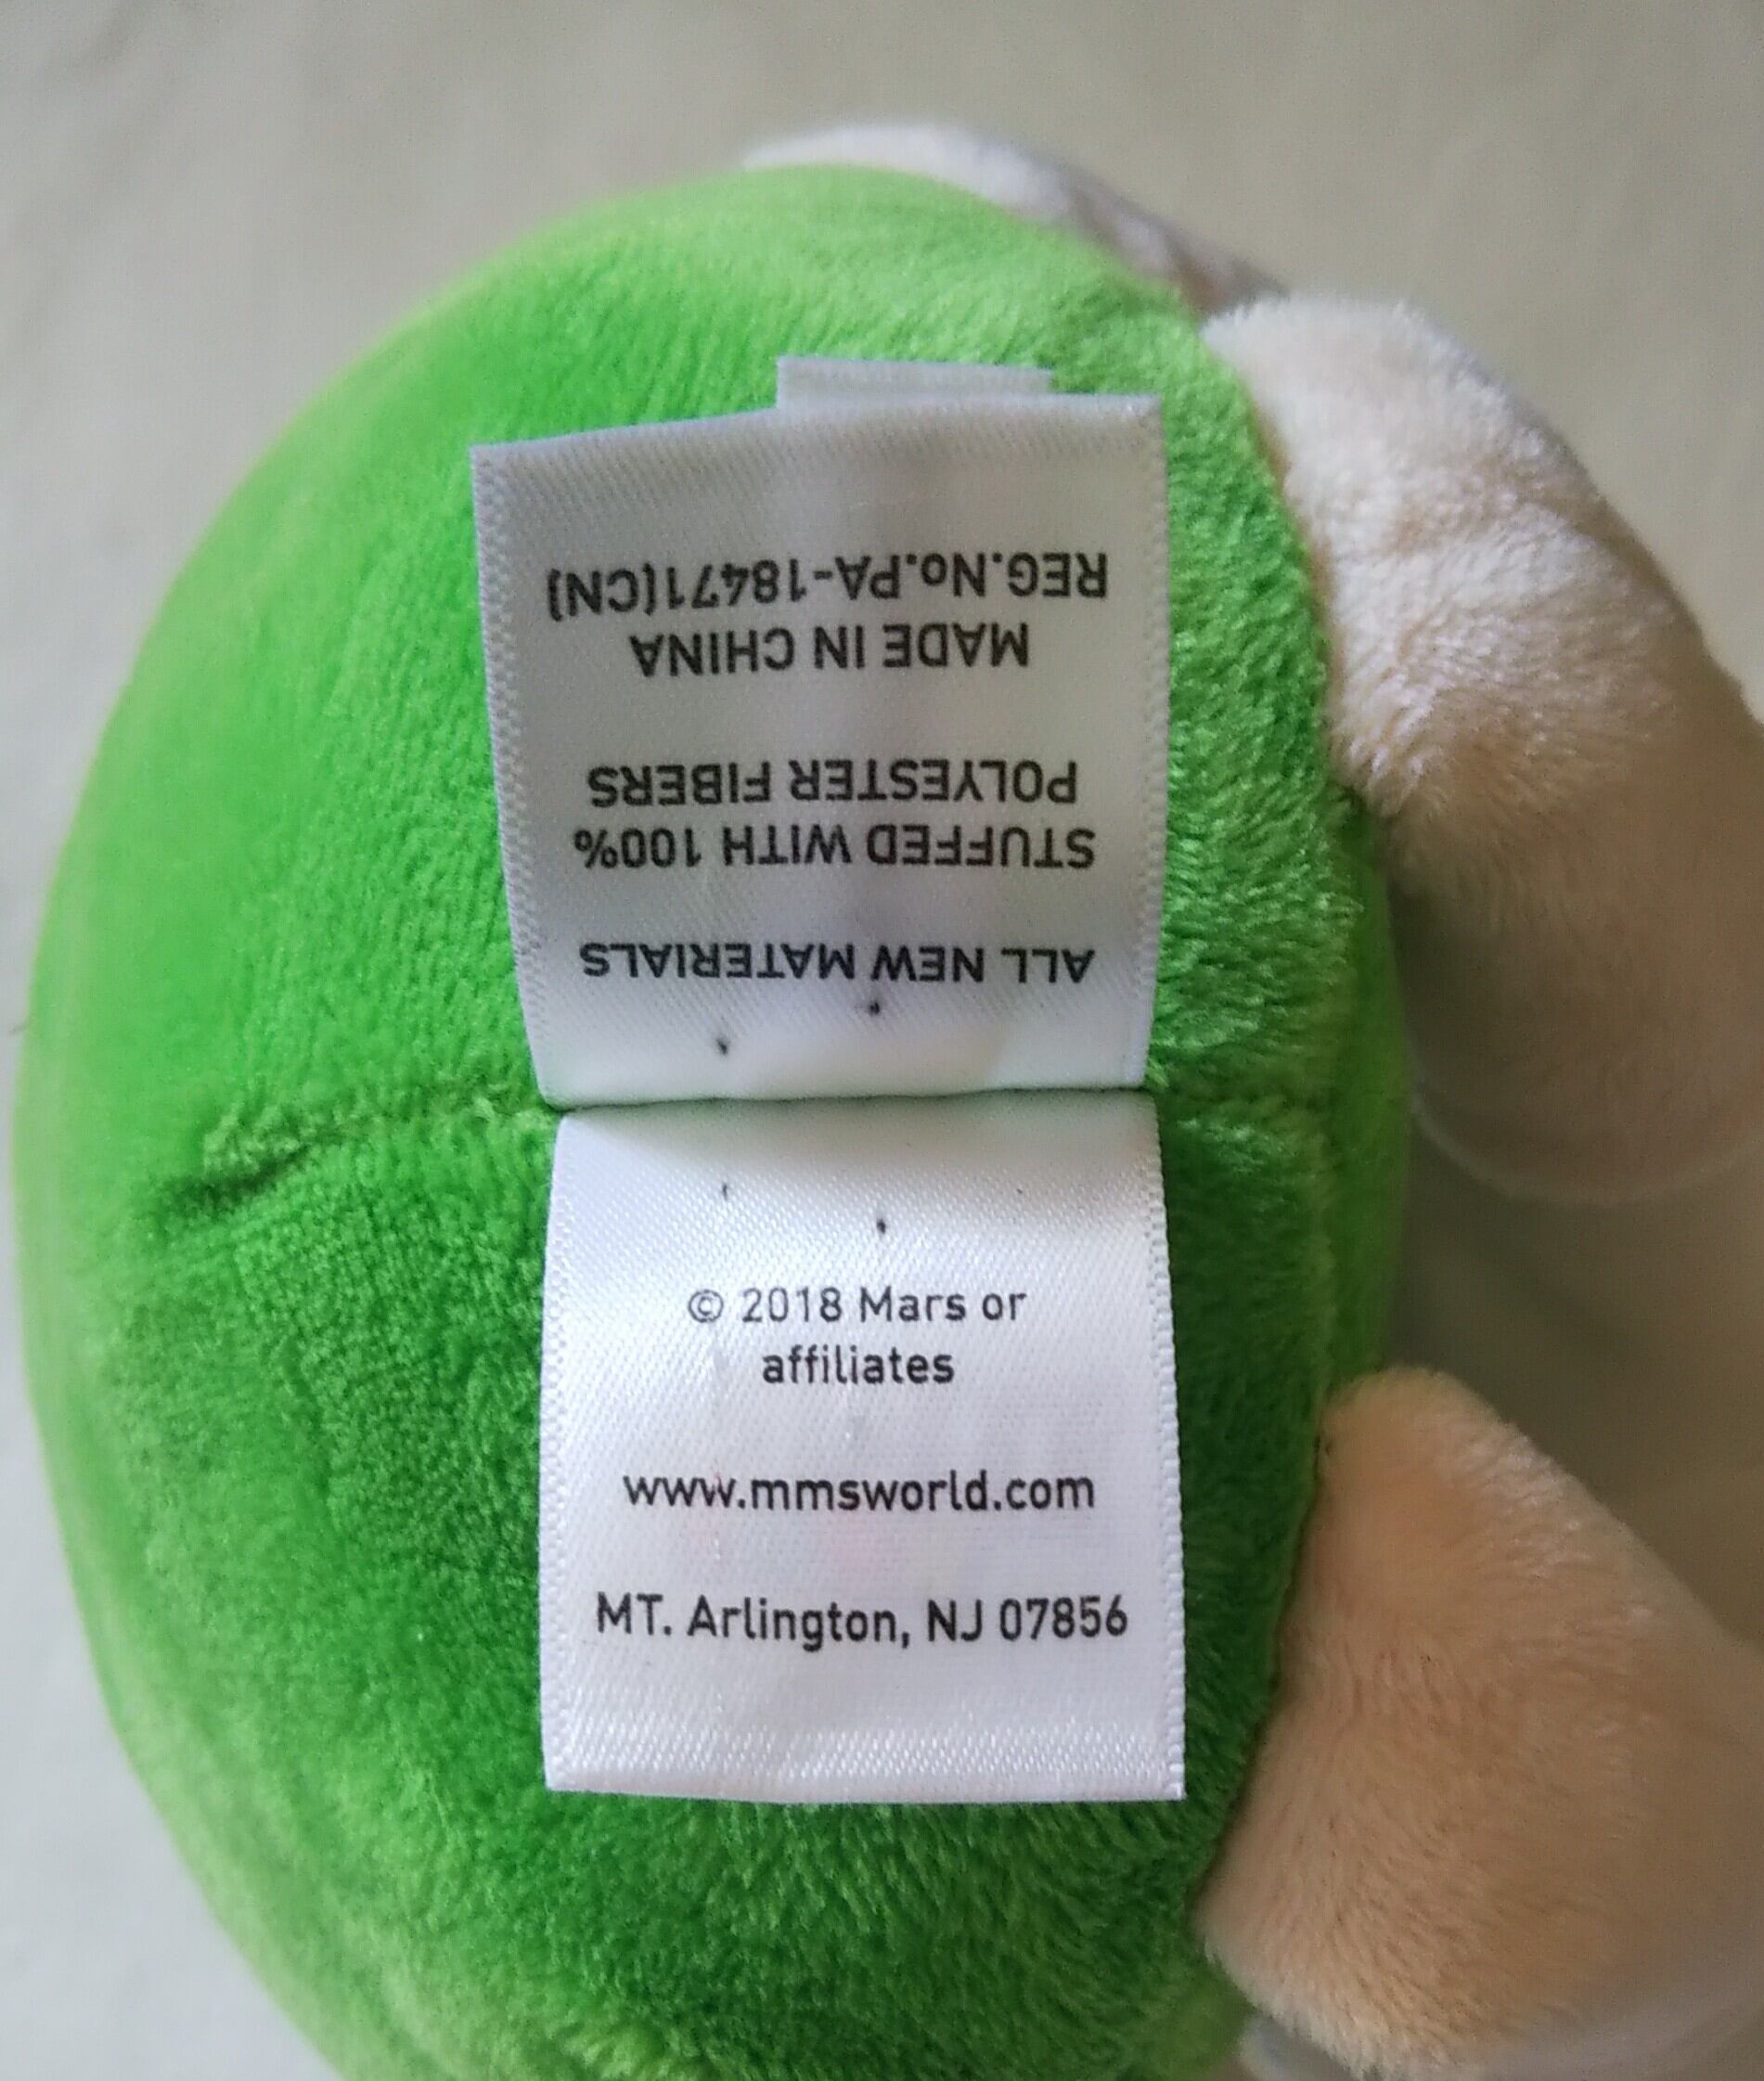 ALL NEW MATERIALS
STUFFED WITH 100%
POLYESTER FIBERS
MADE IN CHINA
REG.No.PA-18471(CN)
© 2018 Mars or
affiliates
www.mmsworld.com
MT. Arlington, NJ 07856